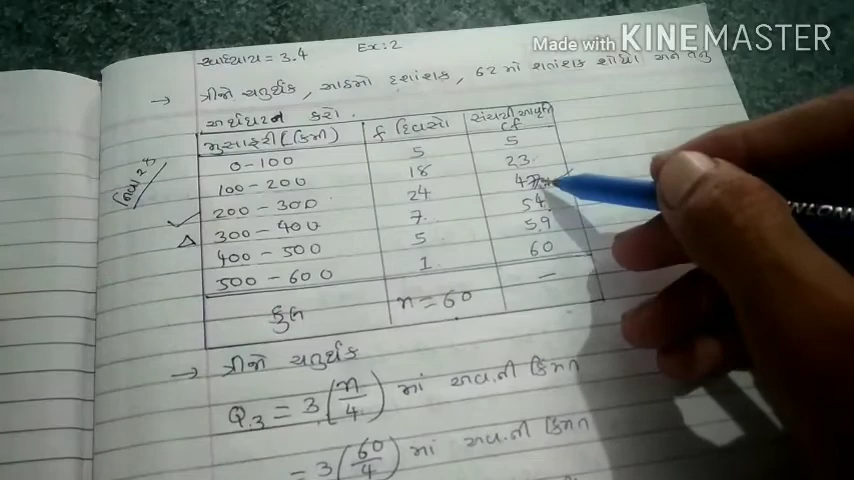 Made with KINEMASTER
અધ્યાય = 3.4 Ex: 2
→ ત્રીજો ચતુર્થક, આઠમો દશાંશક, 62 મો શતાંશક શોધો અને તેનુ
અર્થઘટન કરો.
મુસાફરી (કિમી) f દિવસો સંચયી આવૃત્તિ cf
0-100 5 5
100-200 18 23
200-300 24 47
300-400 7 54
400-500 5 59
500-600 1 60
કુલ n = 60 –
→ ત્રીજો ચતુર્થક
Q3 = 3 (n/4) માં અવ.ની કિંમત
= 3 (60/4) માં અવ.ની કિંમત